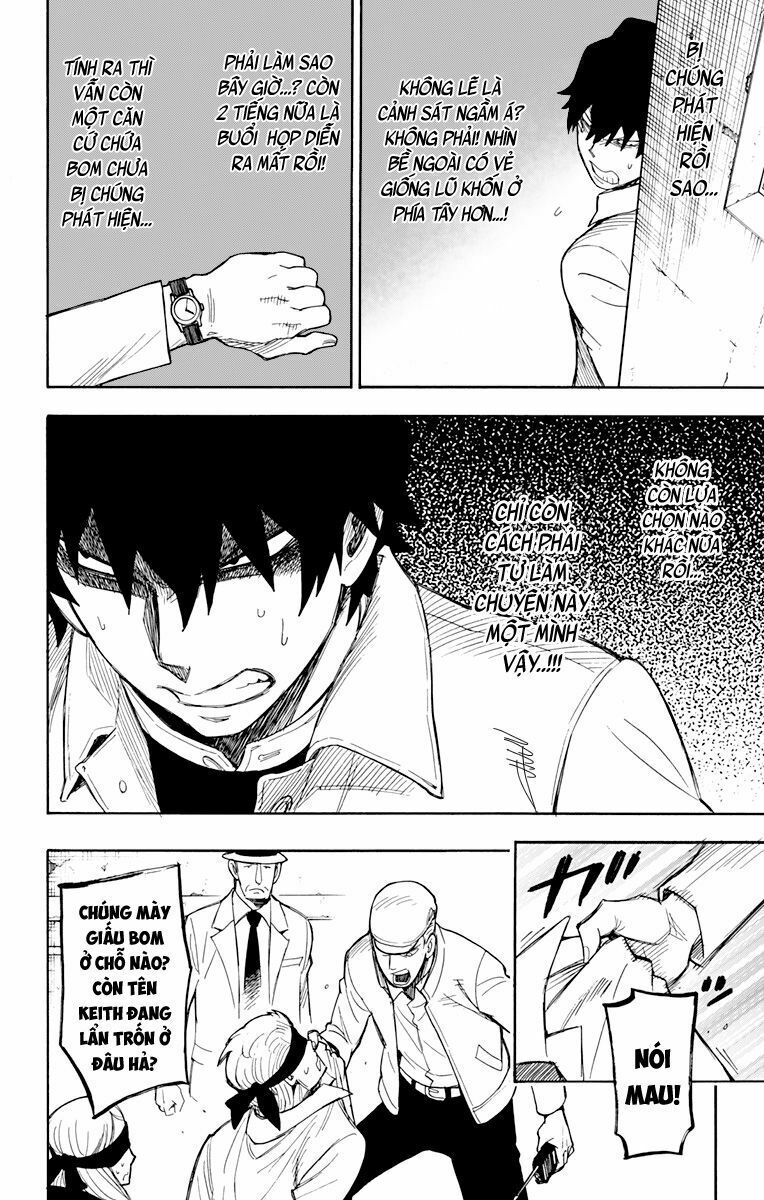 BỊ
CHÚNG
PHÁT
HIỆN
RỒI
SAO...
KHÔNG LẼ LÀ
CẢNH SÁT NGẦM Á?
KHÔNG PHẢI! NHÌN
BỀ NGOÀI CÓ VẺ
GIỐNG LŨ KHỐN Ở
PHÍA TÂY HƠN...!
PHẢI LÀM SAO
BÂY GIỜ...? CÒN
2 TIẾNG NỮA LÀ
BUỔI HỌP DIỄN
RA MẤT RỒI!
TÍNH RA THÌ
VẪN CÒN
MỘT CĂN
CỨ CHỨA
BOM CHƯA
BỊ CHÚNG
PHÁT HIỆN...
KHÔNG
CÒN LỰA
CHỌN NÀO
KHÁC NỮA
RỒI...
CHỈ CÒN
CÁCH PHẢI
TỰ LÀM
CHUYỆN NÀY
MỘT MÌNH
VẬY..!!!
ガッ
NÓI
MAU!
CHÚNG MÀY
GIẤU BOM
Ở CHỖ NÀO?
CÒN TÊN
KEITH ĐANG
LẨN TRỐN Ở
ĐÂU HẢ?